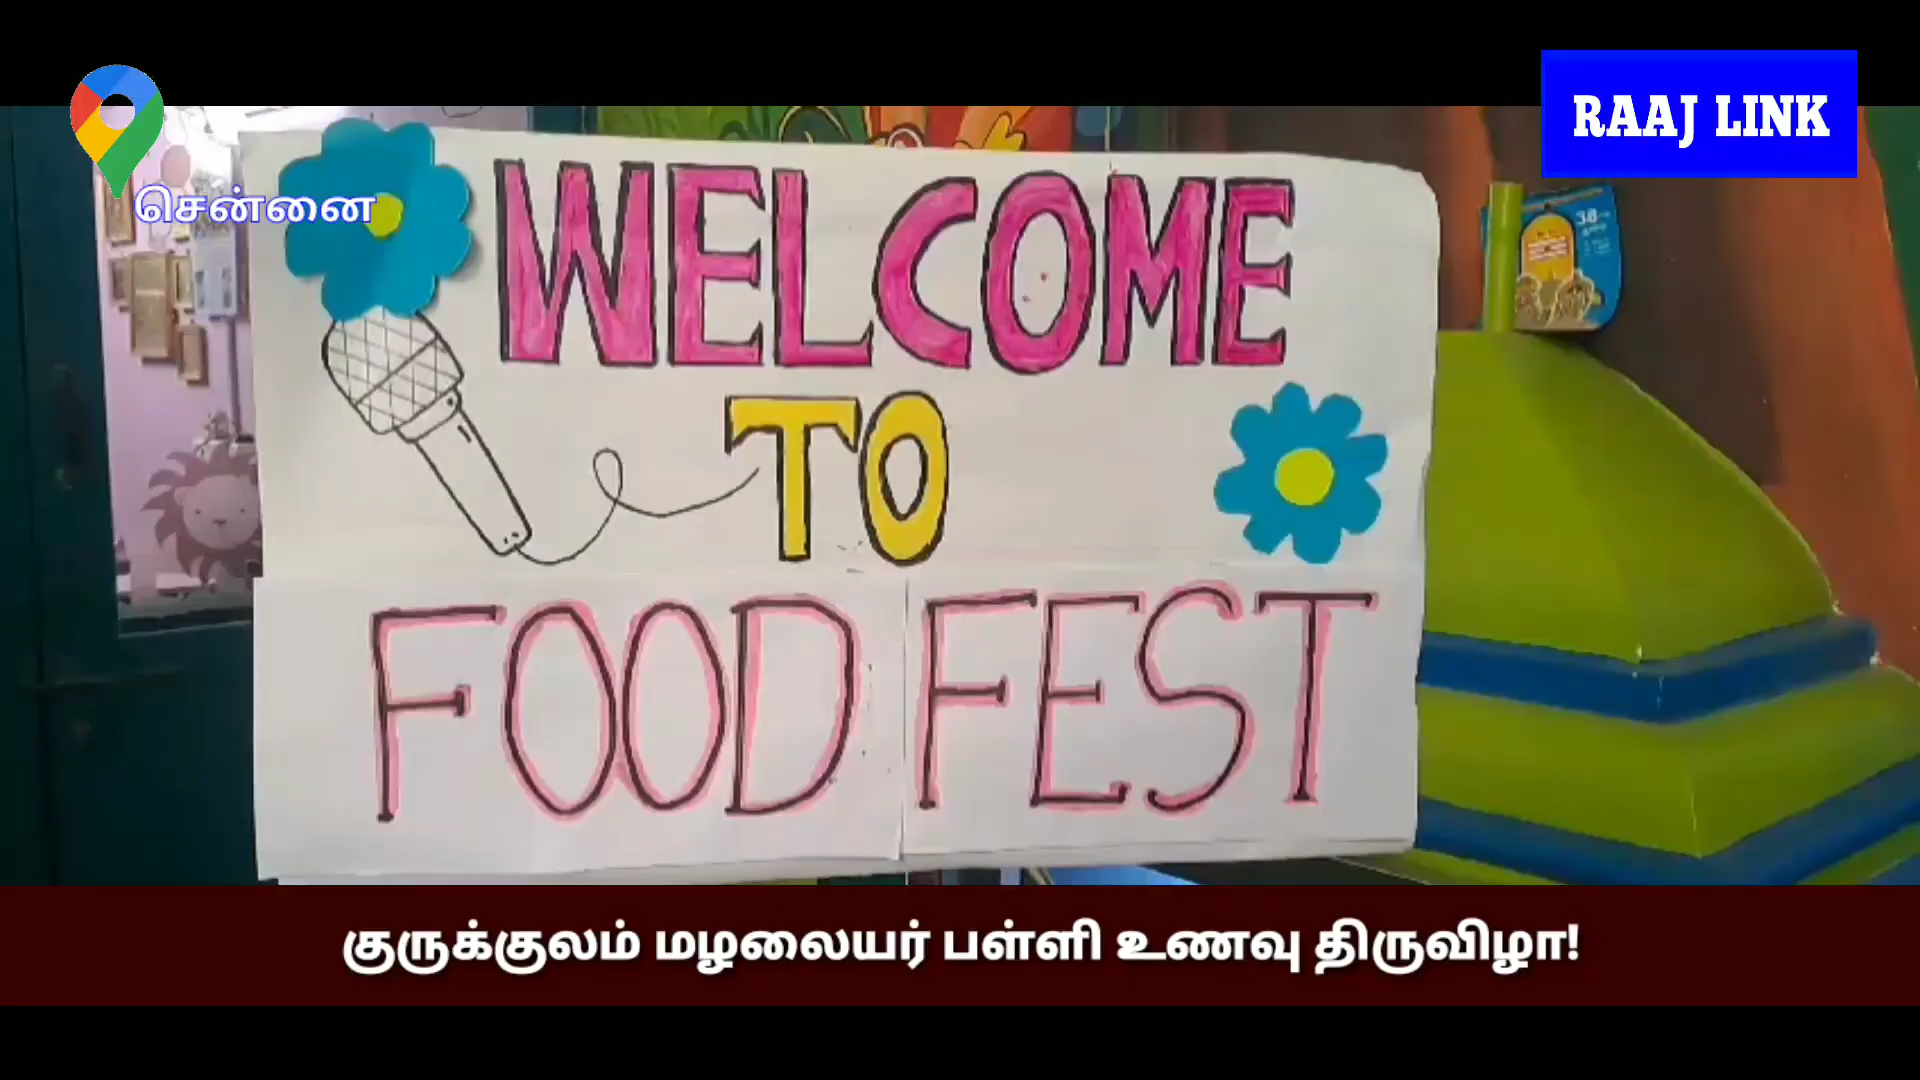 RAAJ LINK
சென்னை
WELCOME
TO
FOOD FEST
குருக்குலம் மழலையர் பள்ளி உணவு திருவிழா!